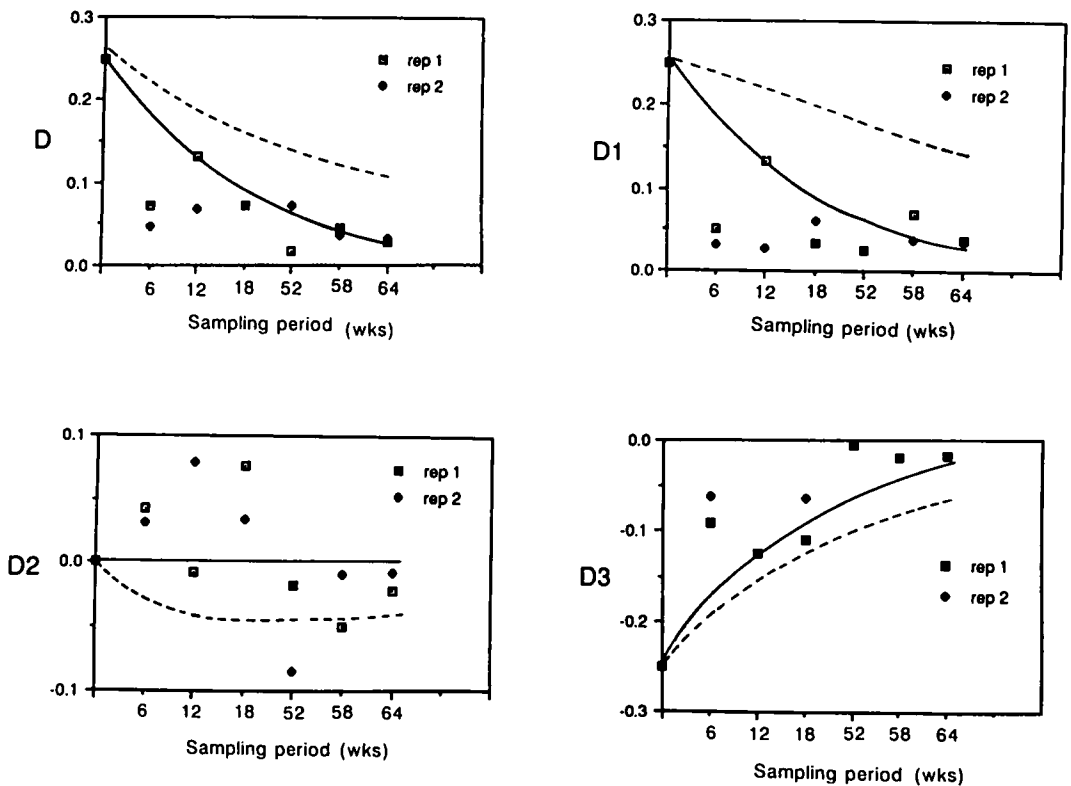 0.3
0.2
0.1
0.0
D
rep 1
rep 2
6 12 18 52 58 64
Sampling period (wks)
0.3
0.2
0.1
0.0
D1
rep 1
rep 2
6 12 18 52 58 64
Sampling period (wks)
0.1
0.0
-0.1
D2
rep 1
rep 2
6 12 18 52 58 64
Sampling period (wks)
0.0
-0.1
-0.2
-0.3
D3
rep 1
rep 2
6 12 18 52 58 64
Sampling period (wks)